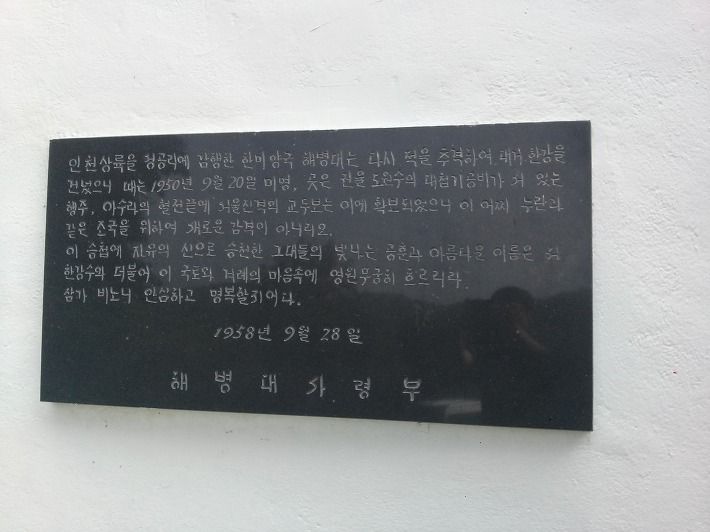 인천상륙을 성공리에 감행한 한미양국 해병대는 다시 적을 추격하여 대거 한강을
건넜으니 때는 1950년 9월 20일 미명, 곳은 권율 도원수의 대첩기공비가 서 있는
행주, 아수라의 혈전끝에 서울진격의 교두보는 이에 확보되었으니 이 어찌 누란과
같은 조국을 위하여 새로운 감격이 아니리오.
이 승첩에 자유의 신으로 승천한 그대들의 빛나는 공훈과 아름다운 이름은 저
한강수와 더불어 이 국토와 겨레의 마음속에 영원무궁히 흐르리라.
삼가 비노니 안심하고 명복할지어다.
1958년 9월 28일
해병대사령부